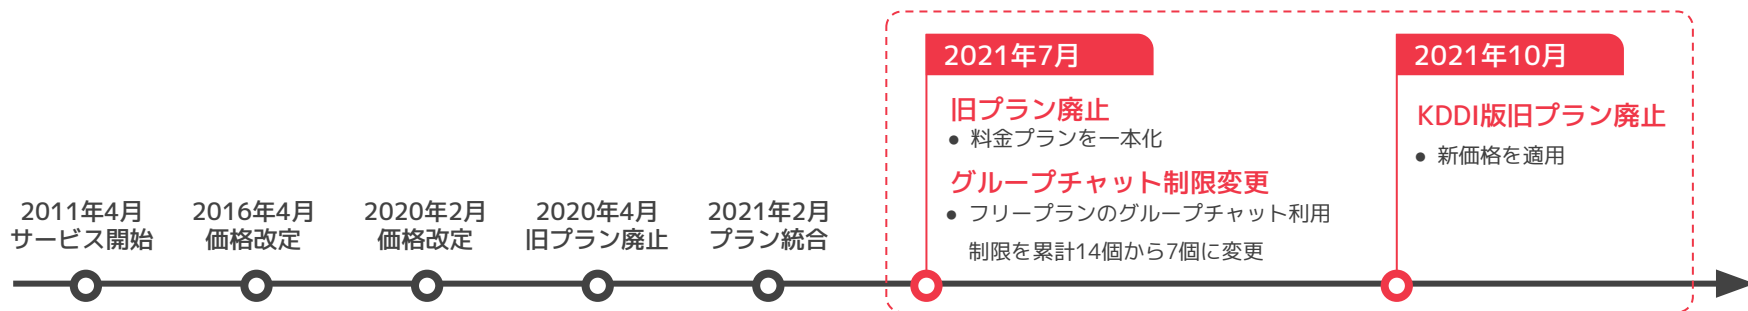 2011年4月
サービス開始
2016年4月
価格改定
2020年2月
価格改定
2020年4月
旧プラン廃止
2021年2月
プラン統合
2021年7月
旧プラン廃止
● 料金プランを一本化
グループチャット制限変更
● フリープランのグループチャット利用
制限を累計14個から7個に変更
2021年10月
KDDI版旧プラン廃止
● 新価格を適用